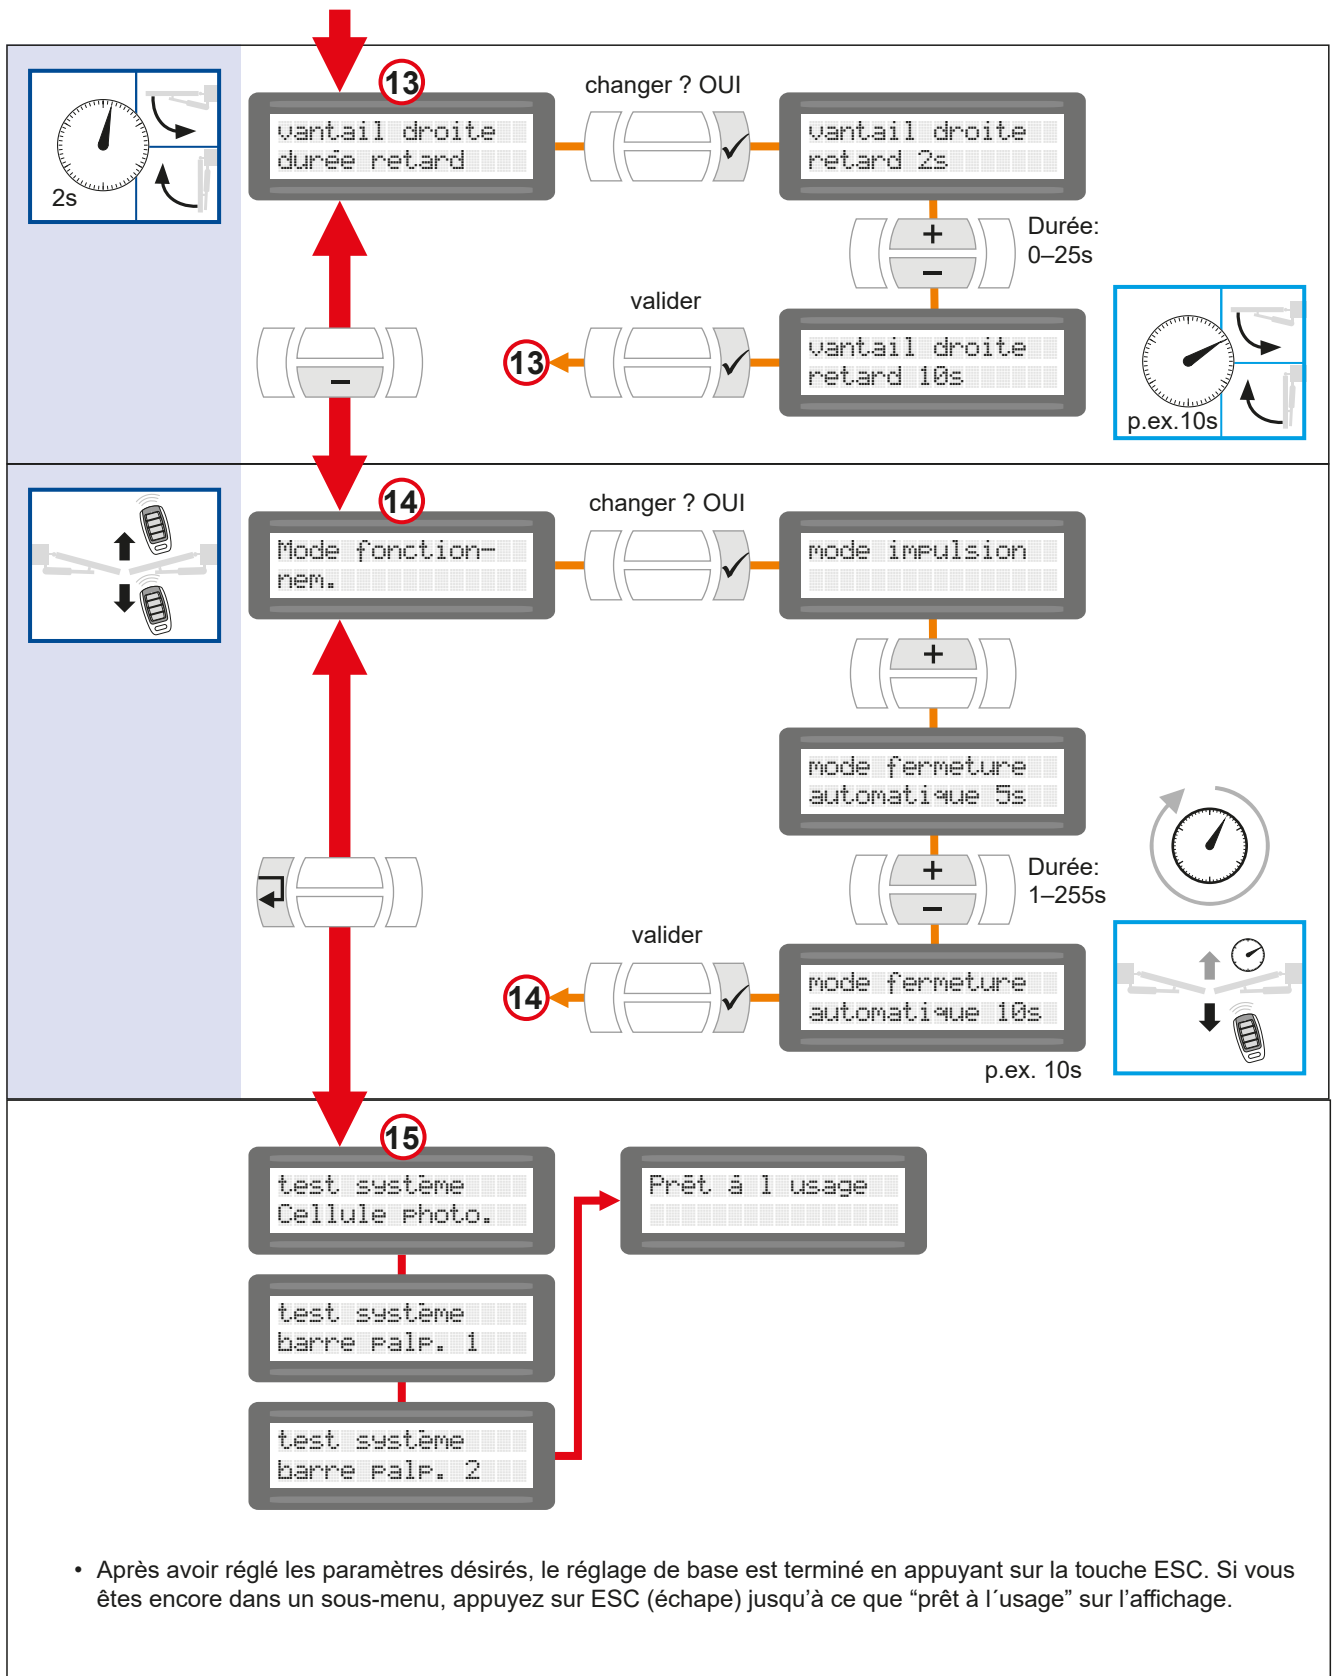 13
changer ? OUI
vantail droite
durée retard
vantail droite
retard 2s
2s
+
−
Durée:
0–25s
valider
13
vantail droite
retard 10s
−
p.ex.10s
14
changer ? OUI
Mode fonction-
nem.
mode impulsion
+
mode fermeture
automatique 5s
+
−
Durée:
1–255s
valider
14
mode fermeture
automatique 10s
p.ex. 10s
15
test système
Cellule photo.
Prêt à l usage
test système
barre palp. 1
test système
barre palp. 2
• Après avoir réglé les paramètres désirés, le réglage de base est terminé en appuyant sur la touche ESC. Si vous
êtes encore dans un sous-menu, appuyez sur ESC (échape) jusqu’à ce que “prêt à l´usage” sur l’affichage.